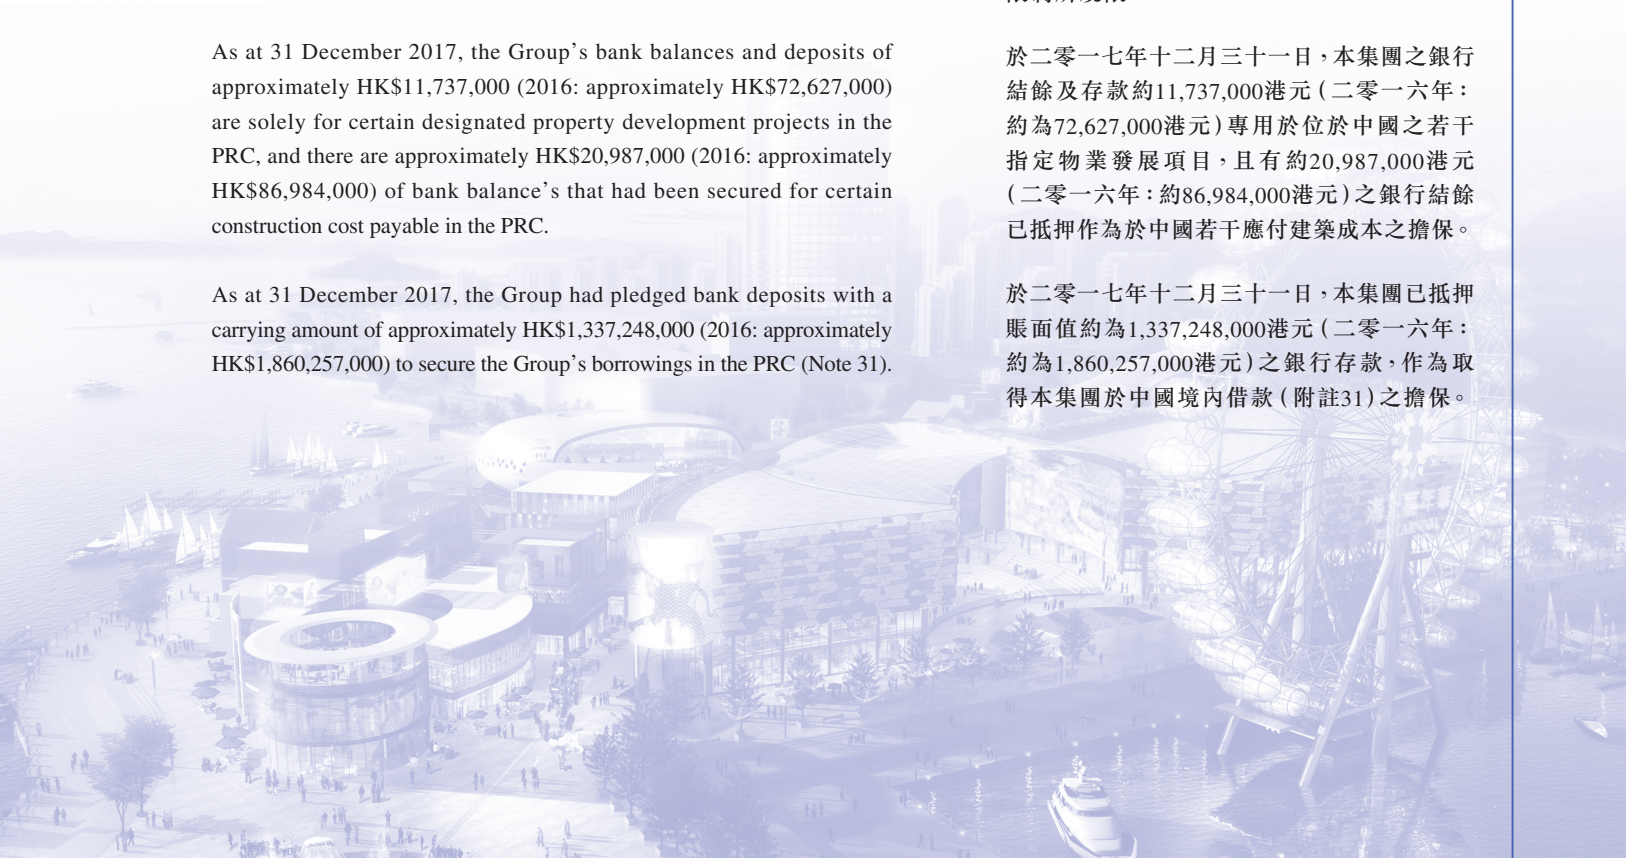 As at 31 December 2017, the Group’s bank balances and deposits of
approximately HK$11,737,000 (2016: approximately HK$72,627,000)
are solely for certain designated property development projects in the
PRC, and there are approximately HK$20,987,000 (2016: approximately
HK$86,984,000) of bank balance’s that had been secured for certain
construction cost payable in the PRC.
As at 31 December 2017, the Group had pledged bank deposits with a
carrying amount of approximately HK$1,337,248,000 (2016: approximately
HK$1,860,257,000) to secure the Group’s borrowings in the PRC (Note 31).
於二零一七年十二月三十一日，本集團之銀行
結餘及存款約11,737,000港元（二零一六年：
約為72,627,000港元）專用於位於中國之若干
指定物業發展項目，且有約20,987,000港元
（二零一六年：約86,984,000港元）之銀行結餘
已抵押作為於中國若干應付建築成本之擔保。
於二零一七年十二月三十一日，本集團已抵押
賬面值約為1,337,248,000港元（二零一六年：
約為1,860,257,000港元）之銀行存款，作為取
得本集團於中國境內借款（附註31）之擔保。